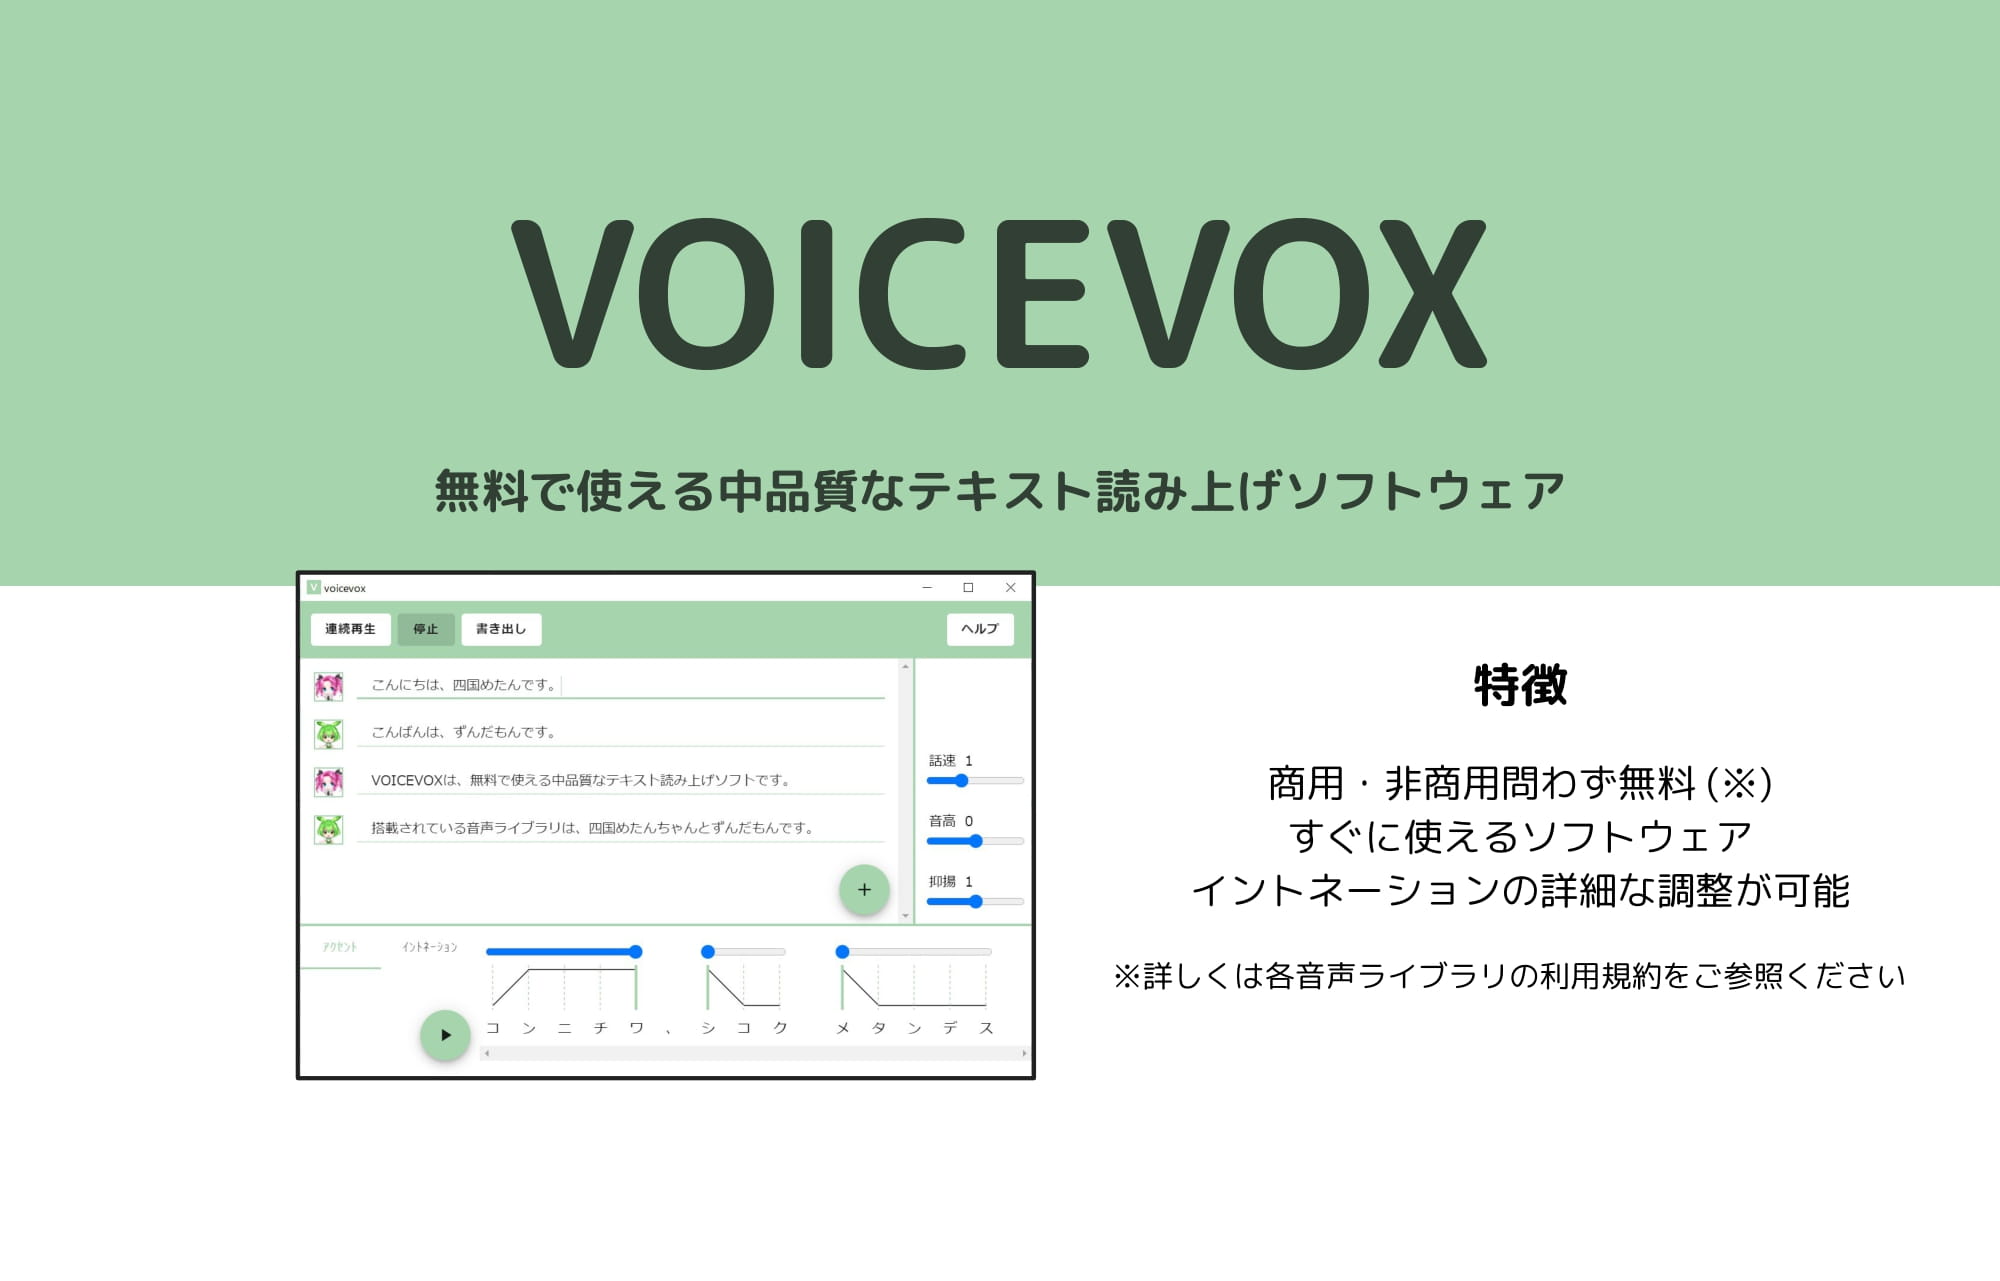 VOICEVOX
無料で使える中品質なテキスト読み上げソフトウェア
V voicevox
連続再生 停止 書き出し ヘルプ
こんにちは、四国めたんです。
こんばんは、ずんだもんです。
VOICEVOXは、無料で使える中品質なテキスト読み上げソフトです。
搭載されている音声ライブラリは、四国めたんちゃんとずんだもんです。
+
話速 1
音高 0
抑揚 1
アクセント イントネーション
コ ン ニ チ ワ 、 シ コ ク メ タ ン デ ス
特徴
商用・非商用問わず無料 (※)
すぐに使えるソフトウェア
イントネーションの詳細な調整が可能
※詳しくは各音声ライブラリの利用規約をご参照ください